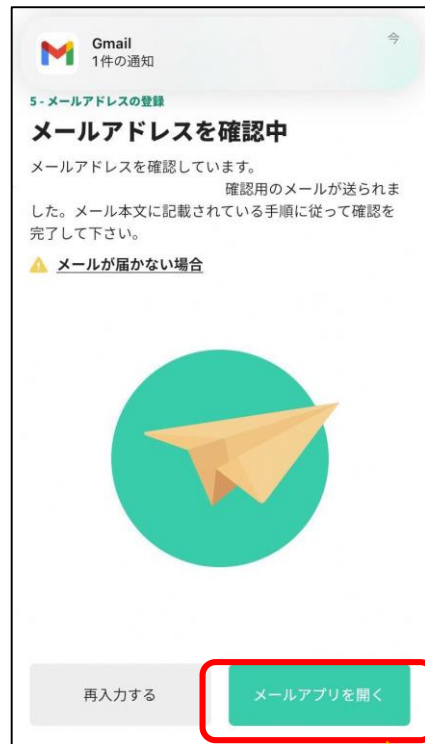 Gmail
今
1件の通知
5 - メールアドレスの登録
メールアドレスを確認中
メールアドレスを確認しています。
確認用のメールが送られま
した。メール本文に記載されている手順に従って確認を
完了して下さい。
メールが届かない場合
再入力する
メールアプリを開く